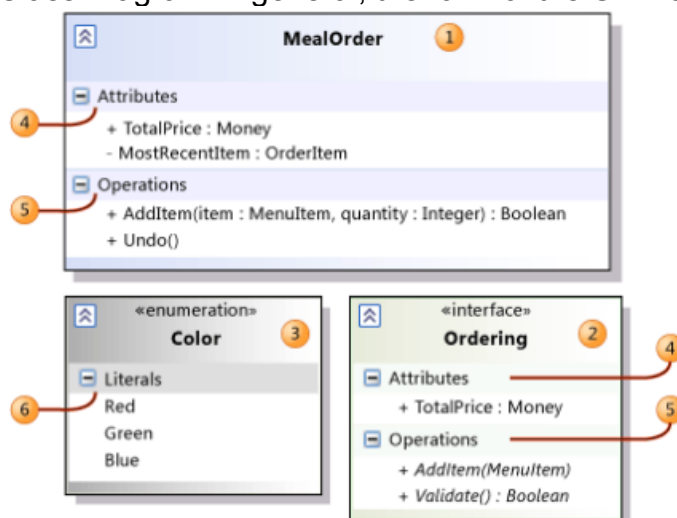 MealOrder 1
4 Attributes
+ TotalPrice : Money
- MostRecentItem : OrderItem
5 Operations
+ AddItem(item : MenuItem, quantity : Integer) : Boolean
+ Undo()
«enumeration»
Color 3
6 Literals
Red
Green
Blue
«interface»
Ordering 2
Attributes 4
+ TotalPrice : Money
Operations 5
+ AddItem(MenuItem)
+ Validate() : Boolean